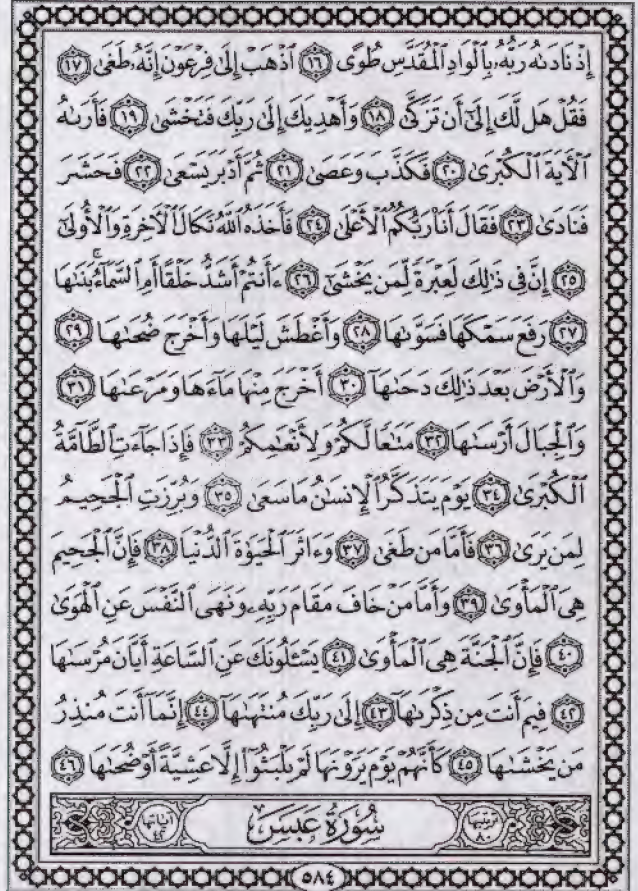 إِذْ نَادَىٰهُ رَبُّهُۥ بِٱلْوَادِ ٱلْمُقَدَّسِ طُوًى ١٦ ٱذْهَبْ إِلَىٰ فِرْعَوْنَ إِنَّهُۥ طَغَىٰ ١٧
فَقُلْ هَل لَّكَ إِلَىٰٓ أَن تَزَكَّىٰ ١٨ وَأَهْدِيَكَ إِلَىٰ رَبِّكَ فَتَخْشَىٰ ١٩ فَأَرَىٰهُ
ٱلْأَيَةَ ٱلْكُبْرَىٰ ٢٠ فَكَذَّبَ وَعَصَىٰ ٢١ ثُمَّ أَدْبَرَ يَسْعَىٰ ٢٢ فَحَشَرَ
فَنَادَىٰ ٢٣ فَقَالَ أَنَا۠ رَبُّكُمُ ٱلْأَعْلَىٰ ٢٤ فَأَخَذَهُ ٱللَّهُ نَكَالَ ٱلْأَخِرَةِ وَٱلْأُولَىٰٓ
٢٥ إِنَّ فِى ذَٰلِكَ لَعِبْرَةً لِّمَن يَخْشَىٰٓ ٢٦ ءَأَنتُمْ أَشَدُّ خَلْقًا أَمِ ٱلسَّمَآءُ ۚ بَنَىٰهَا
٢٧ رَفَعَ سَمْكَهَا فَسَوَّىٰهَا ٢٨ وَأَغْطَشَ لَيْلَهَا وَأَخْرَجَ ضُحَىٰهَا ٢٩
وَٱلْأَرْضَ بَعْدَ ذَٰلِكَ دَحَىٰهَآ ٣٠ أَخْرَجَ مِنْهَا مَآءَهَا وَمَرْعَىٰهَا ٣١
وَٱلْجِبَالَ أَرْسَىٰهَا ٣٢ مَتَٰعًا لَّكُمْ وَلِأَنْعَٰمِكُمْ ٣٣ فَإِذَا جَآءَتِ ٱلطَّآمَّةُ
ٱلْكُبْرَىٰ ٣٤ يَوْمَ يَتَذَكَّرُ ٱلْإِنسَٰنُ مَا سَعَىٰ ٣٥ وَبُرِّزَتِ ٱلْجَحِيمُ
لِمَن يَرَىٰ ٣٦ فَأَمَّا مَن طَغَىٰ ٣٧ وَءَاثَرَ ٱلْحَيَوٰةَ ٱلدُّنْيَا ٣٨ فَإِنَّ ٱلْجَحِيمَ
هِىَ ٱلْمَأْوَىٰ ٣٩ وَأَمَّا مَنْ خَافَ مَقَامَ رَبِّهِۦ وَنَهَى ٱلنَّفْسَ عَنِ ٱلْهَوَىٰ
٤٠ فَإِنَّ ٱلْجَنَّةَ هِىَ ٱلْمَأْوَىٰ ٤١ يَسْـَٔلُونَكَ عَنِ ٱلسَّاعَةِ أَيَّانَ مُرْسَىٰهَا
٤٢ فِيمَ أَنتَ مِن ذِكْرَىٰهَآ ٤٣ إِلَىٰ رَبِّكَ مُنتَهَىٰهَآ ٤٤ إِنَّمَآ أَنتَ مُنذِرُ
مَن يَخْشَىٰهَا ٤٥ كَأَنَّهُمْ يَوْمَ يَرَوْنَهَا لَمْ يَلْبَثُوٓا۟ إِلَّا عَشِيَّةً أَوْ ضُحَىٰهَا ٤٦
ترتيبها ٨٠ سُورَةُ عَبَسَ آياتها ٤٢
٥٨٤